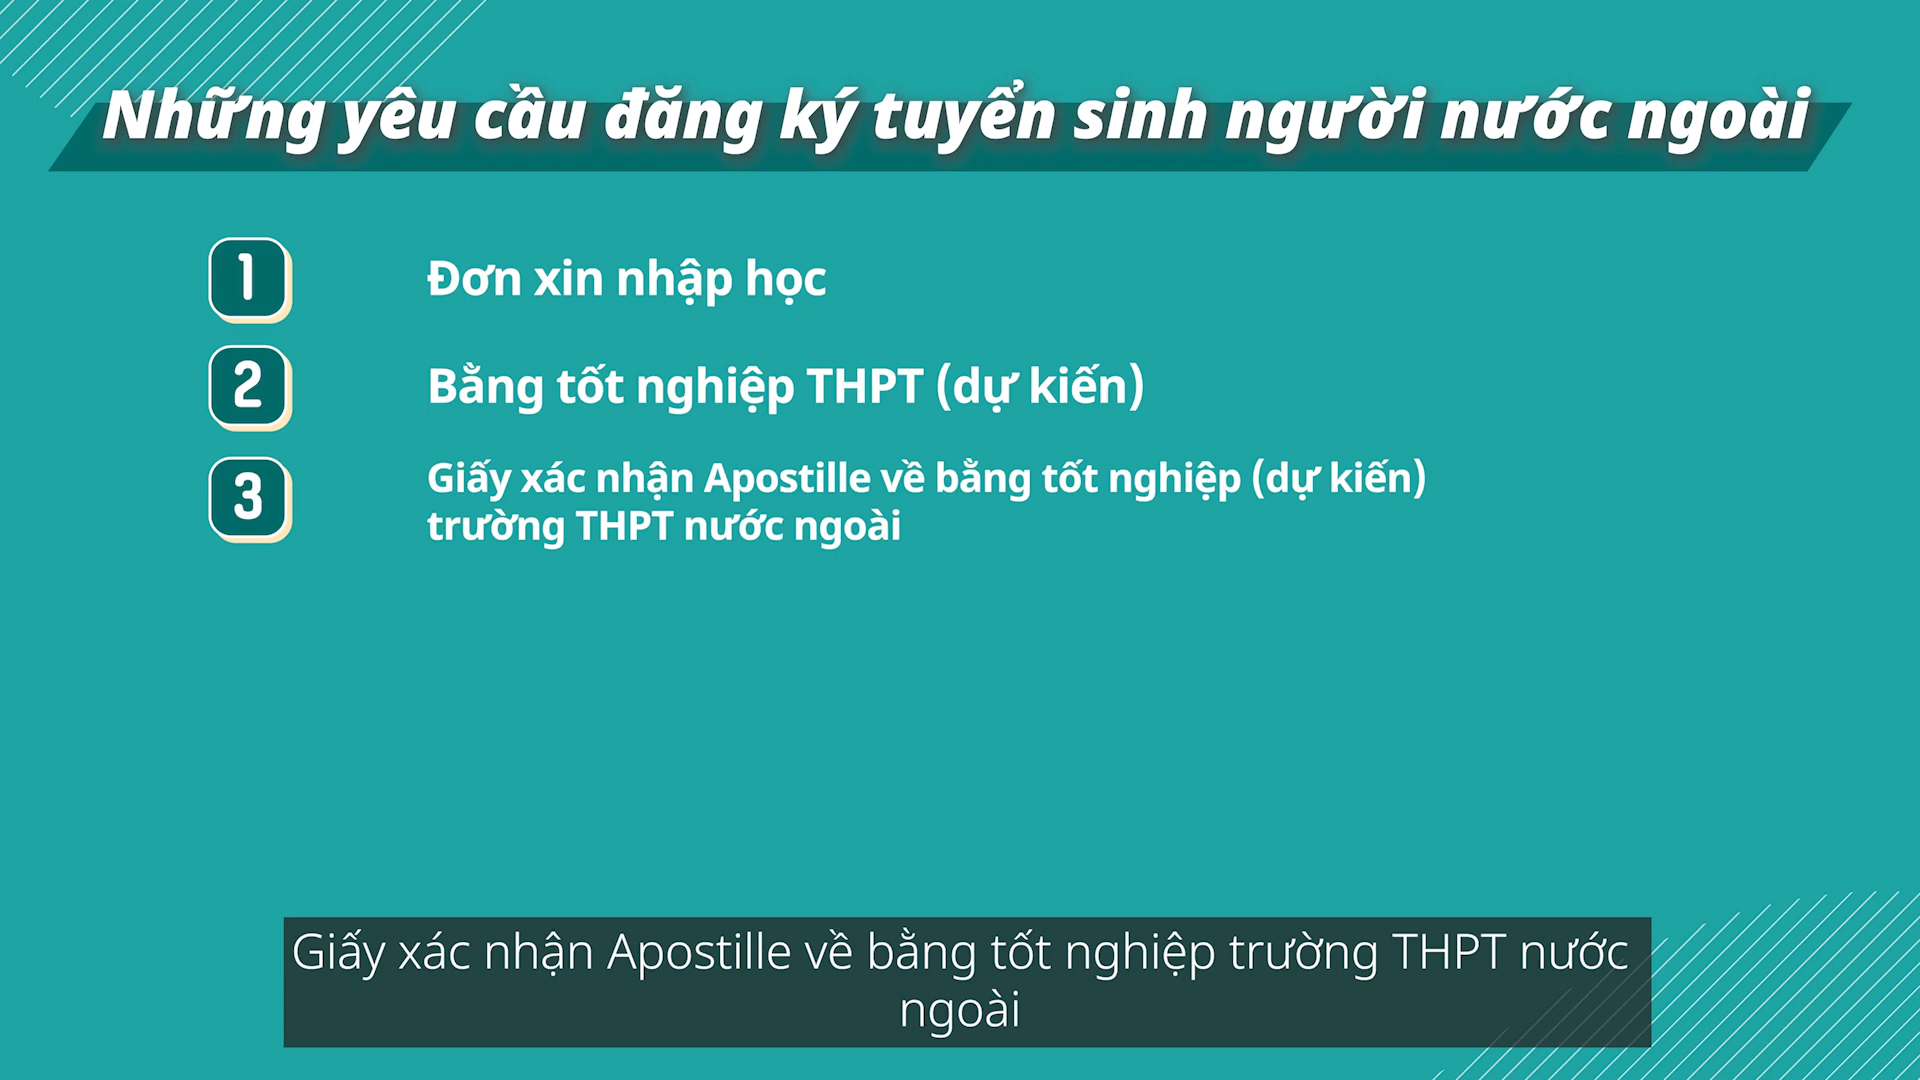 Những yêu cầu đăng ký tuyển sinh người nước ngoài
1
Đơn xin nhập học
2
Bằng tốt nghiệp THPT (dự kiến)
3
Giấy xác nhận Apostille về bằng tốt nghiệp (dự kiến)
trường THPT nước ngoài
Giấy xác nhận Apostille về bằng tốt nghiệp trường THPT nước
ngoài